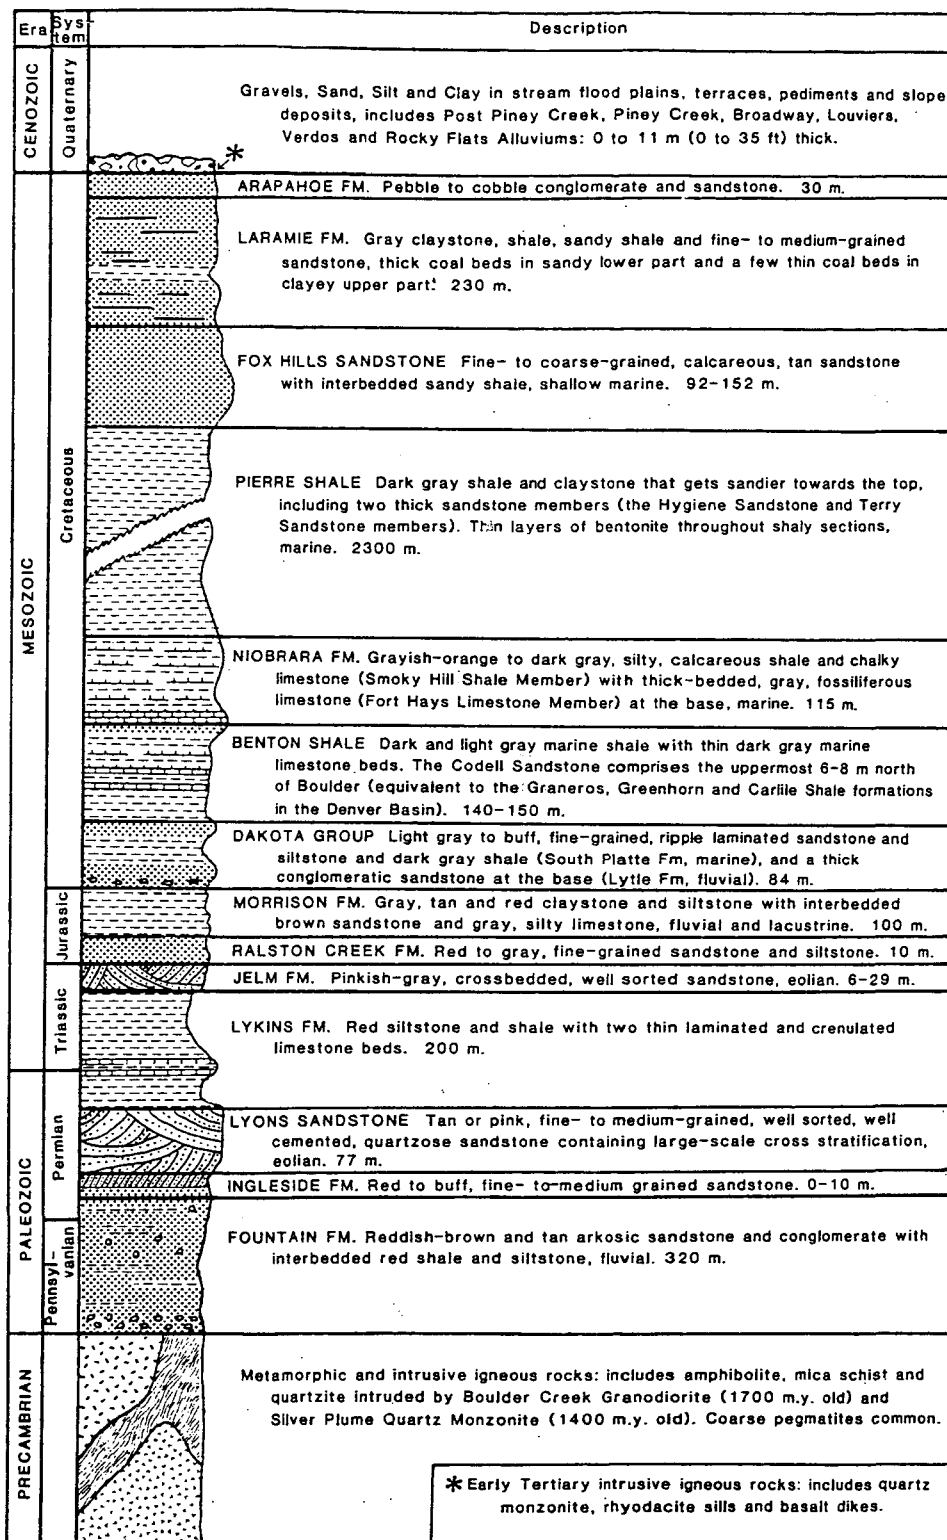 Era Sys- Description
tem
CENOZOIC
Quaternary
Gravels, Sand, Silt and Clay in stream flood plains, terraces, pediments and slope
deposits, includes Post Piney Creek, Piney Creek, Broadway, Louviers,
Verdos and Rocky Flats Alluviums: 0 to 11 m (0 to 35 ft) thick.
*
MESOZOIC
Cretaceous
ARAPAHOE FM. Pebble to cobble conglomerate and sandstone. 30 m.
LARAMIE FM. Gray claystone, shale, sandy shale and fine- to medium-grained
sandstone, thick coal beds in sandy lower part and a few thin coal beds in
clayey upper part. 230 m.
FOX HILLS SANDSTONE Fine- to coarse-grained, calcareous, tan sandstone
with interbedded sandy shale, shallow marine. 92-152 m.
PIERRE SHALE Dark gray shale and claystone that gets sandier towards the top,
including two thick sandstone members (the Hygiene Sandstone and Terry
Sandstone members). Thin layers of bentonite throughout shaly sections,
marine. 2300 m.
NIOBRARA FM. Grayish-orange to dark gray, silty, calcareous shale and chalky
limestone (Smoky Hill Shale Member) with thick-bedded, gray, fossiliferous
limestone (Fort Hays Limestone Member) at the base, marine. 115 m.
BENTON SHALE Dark and light gray marine shale with thin dark gray marine
limestone beds. The Codell Sandstone comprises the uppermost 6-8 m north
of Boulder (equivalent to the Graneros, Greenhorn and Carlile Shale formations
in the Denver Basin). 140-150 m.
DAKOTA GROUP Light gray to buff, fine-grained, ripple laminated sandstone and
siltstone and dark gray shale (South Platte Fm, marine), and a thick
conglomeratic sandstone at the base (Lytle Fm, fluvial). 84 m.
Jurassic
MORRISON FM. Gray, tan and red claystone and siltstone with interbedded
brown sandstone and gray, silty limestone, fluvial and lacustrine. 100 m.
RALSTON CREEK FM. Red to gray, fine-grained sandstone and siltstone. 10 m.
Triassic
JELM FM. Pinkish-gray, crossbedded, well sorted sandstone, eolian. 6-29 m.
LYKINS FM. Red siltstone and shale with two thin laminated and crenulated
limestone beds. 200 m.
PALEOZOIC
Permian
LYONS SANDSTONE Tan or pink, fine- to medium-grained, well sorted, well
cemented, quartzose sandstone containing large-scale cross stratification,
eolian. 77 m.
INGLESIDE FM. Red to buff, fine- to-medium grained sandstone. 0-10 m.
Pennsyl-
vanian
FOUNTAIN FM. Reddish-brown and tan arkosic sandstone and conglomerate with
interbedded red shale and siltstone, fluvial. 320 m.
PRECAMBRIAN
Metamorphic and intrusive igneous rocks: includes amphibolite, mica schist and
quartzite intruded by Boulder Creek Granodiorite (1700 m.y. old) and
Silver Plume Quartz Monzonite (1400 m.y. old). Coarse pegmatites common.
* Early Tertiary intrusive igneous rocks: includes quartz
monzonite, rhyodacite sills and basalt dikes.